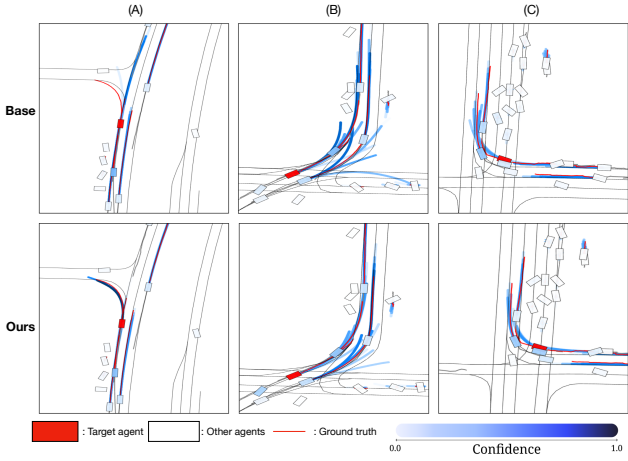 (A) (B) (C)
Base
Ours
: Target agent : Other agents : Ground truth
0.0 Confidence 1.0